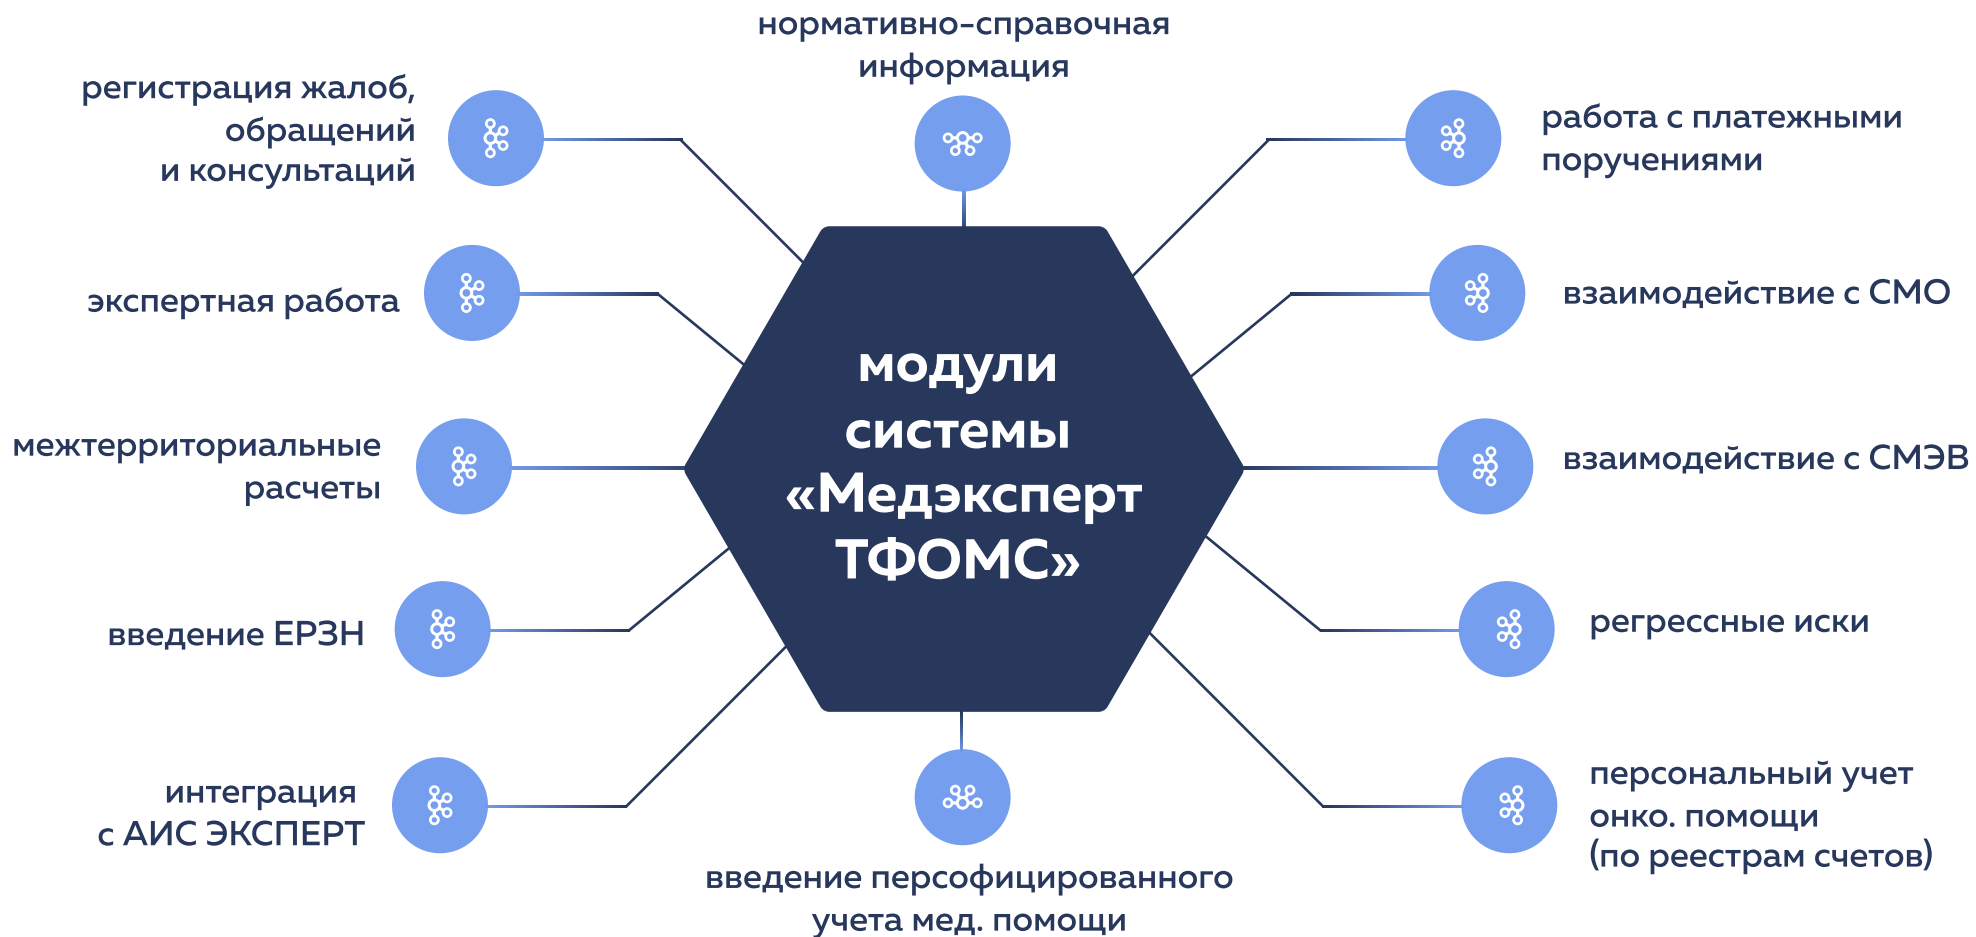 нормативно-справочная
информация
регистрация жалоб,
обращений
и консультаций
экспертная работа
межтерриториальные
расчеты
введение ЕРЗН
интеграция
с АИС ЭКСПЕРТ
модули
системы
«Медэксперт
ТФОМС»
работа с платежными
поручениями
взаимодействие с СМО
взаимодействие с СМЭВ
регрессные иски
персональный учет
онко. помощи
(по реестрам счетов)
введение персофицированного
учета мед. помощи